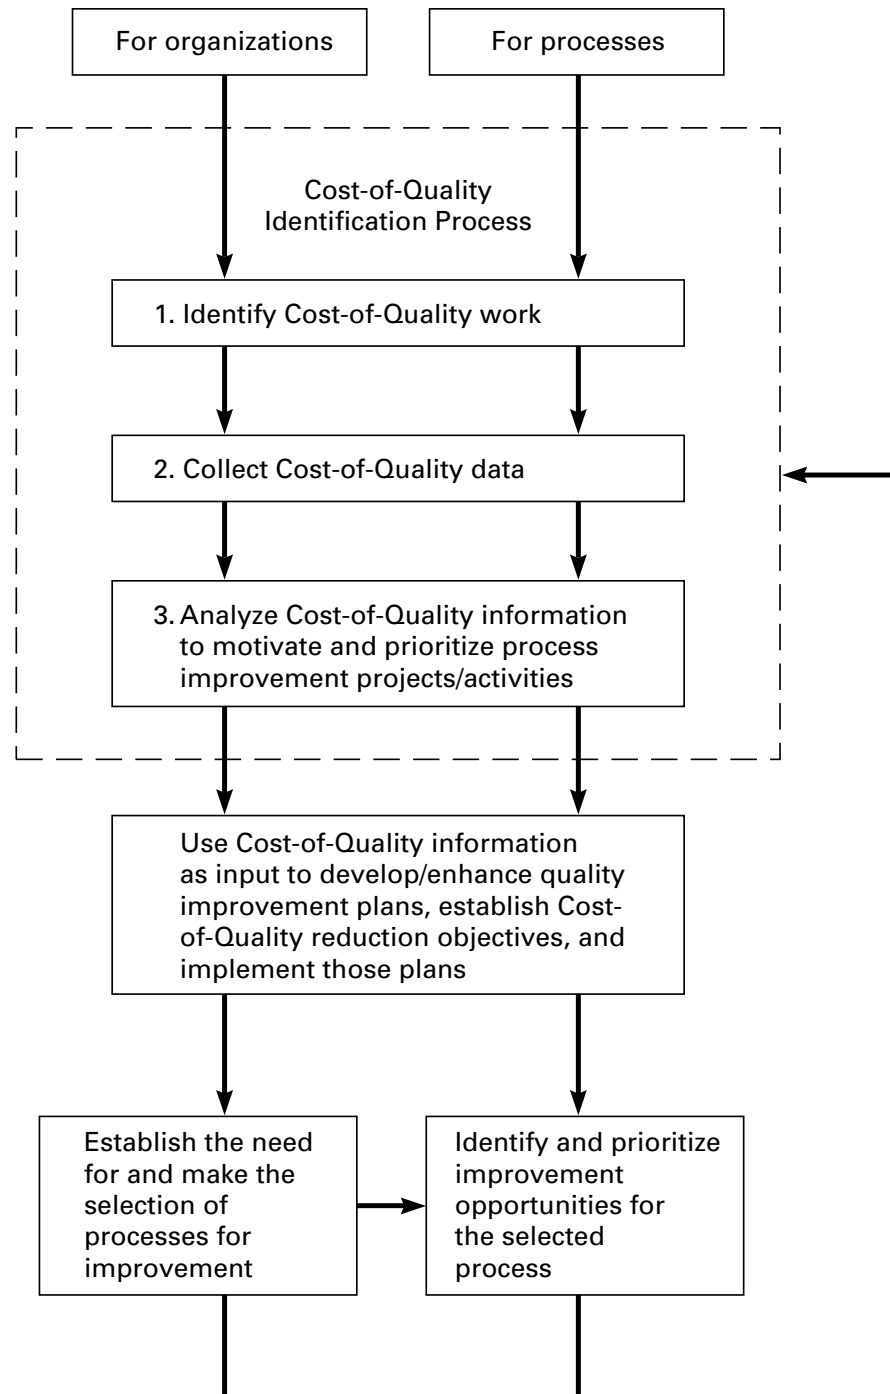 For organizations
For processes
Cost-of-Quality
Identification Process
1. Identify Cost-of-Quality work
2. Collect Cost-of-Quality data
3. Analyze Cost-of-Quality information
to motivate and prioritize process
improvement projects/activities
Use Cost-of-Quality information
as input to develop/enhance quality
improvement plans, establish Cost-
of-Quality reduction objectives, and
implement those plans
Establish the need
for and make the
selection of
processes for
improvement
Identify and prioritize
improvement
opportunities for
the selected
process